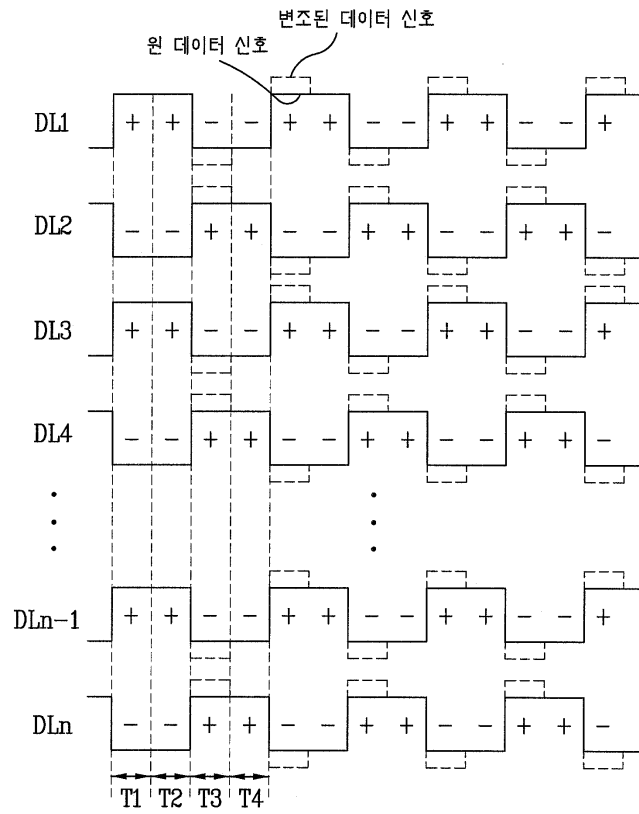 변조된 데이터 신호
원 데이터 신호
DL1 + + − − + + − − + + − − +
DL2 − − + + − − + + − − + + −
DL3 + + − − + + − − + + − − +
DL4 − − + + − − + + − − + + −
DLn-1 + + − − + + − − + + − − +
DLn − − + + − − + + − − + + −
T1 T2 T3 T4